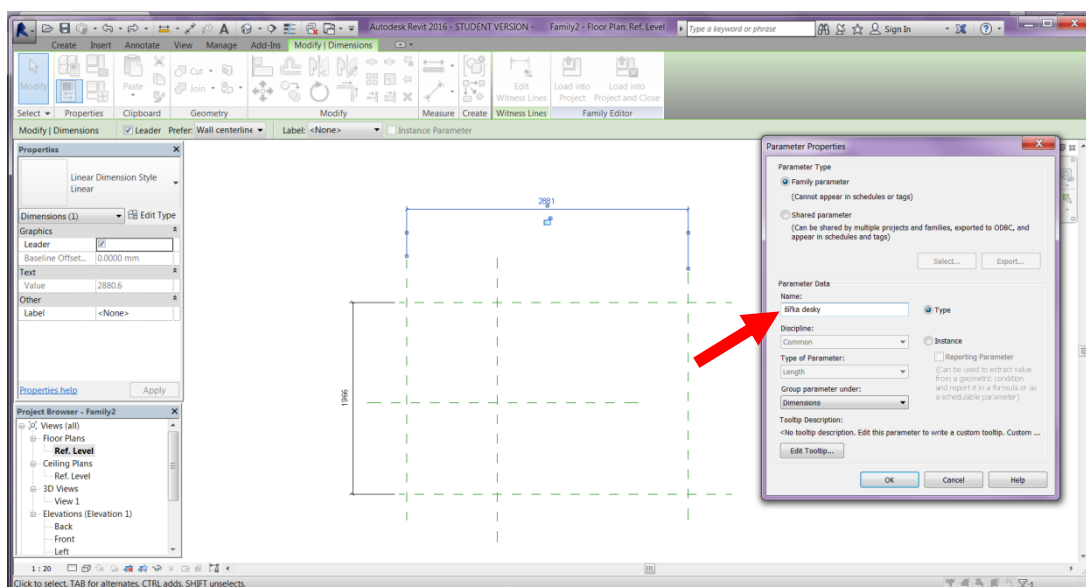 Autodesk Revit 2016 - STUDENT VERSION - Family2 - Floor Plan: Ref. Level
Type a keyword or phrase
Sign In
Create Insert Annotate View Manage Add-Ins Modify | Dimensions
Modify
Paste
Cut
Join
Edit
Witness Lines
Load into
Project
Load into
Project and Close
Select Properties Clipboard Geometry Modify Measure Create Witness Lines Family Editor
Modify | Dimensions Leader Prefer: Wall centerline Label: <None> Instance Parameter
Properties
Linear Dimension Style
Linear
Dimensions (1) Edit Type
Graphics
Leader
Baseline Offset... 0.0000 mm
Text
Value 2880.6
Other
Label <None>
Properties help Apply
Project Browser - Family2
Views (all)
Floor Plans
Ref. Level
Ceiling Plans
Ref. Level
3D Views
View 1
Elevations (Elevation 1)
Back
Front
Left
2881
1966
Parameter Properties
Parameter Type
Family parameter
(Cannot appear in schedules or tags)
Shared parameter
(Can be shared by multiple projects and families, exported to ODBC, and
appear in schedules and tags)
Select... Export...
Parameter Data
Name:
šířka desky
Type
Discipline:
Common
Instance
Type of Parameter:
Length
Reporting Parameter
(Can be used to extract value
from a geometric condition
and report it in a formula or as
a schedulable parameter)
Group parameter under:
Dimensions
Tooltip Description:
<No tooltip description. Edit this parameter to write a custom tooltip. Custom ...
Edit Tooltip...
OK Cancel Help
1 : 20
Click to select, TAB for alternates, CTRL adds, SHIFT unselects.
:1